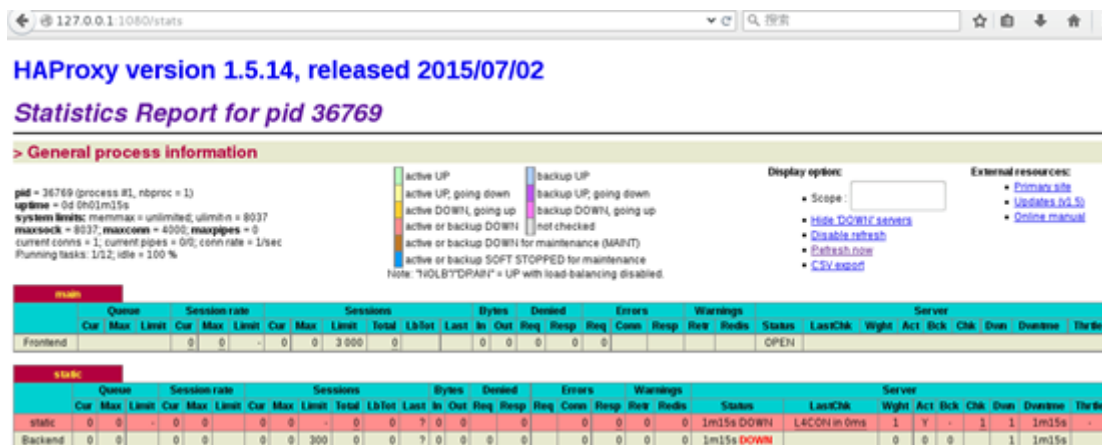 127.0.0.1:1080/stats
搜索
HAProxy version 1.5.14, released 2015/07/02
Statistics Report for pid 36769
> General process information
pid = 36769 (process #1, nbproc = 1)
uptime = 0d 0h01m15s
system limits: memmax = unlimited; ulimit-n = 8037
maxsock = 8037; maxconn = 4000; maxpipes = 0
current conns = 1; current pipes = 0/0; conn rate = 1/sec
Running tasks: 1/12; idle = 100 %
active UP backup UP
active UP, going down backup UP, going down
active DOWN, going up backup DOWN, going up
active or backup DOWN not checked
active or backup DOWN for maintenance (MAINT)
active or backup SOFT STOPPED for maintenance
Note: "NOLB"/"DRAIN" = UP with load-balancing disabled.
Display option:
Scope :
Hide 'DOWN' servers
Disable refresh
Refresh now
CSV export
External resources:
Primary site
Updates (v1.5)
Online manual
main
Queue Session rate Sessions Bytes Denied Errors Warnings Server
Cur Max Limit Cur Max Limit Cur Max Limit Total LbTot Last In Out Req Resp Req Conn Resp Retr Redis Status LastChk Wght Act Bck Chk Dwn Dwntme Thrtle
Frontend 0 0 - 0 0 3 000 0 0 0 0 0 0 OPEN
static
Queue Session rate Sessions Bytes Denied Errors Warnings Server
Cur Max Limit Cur Max Limit Cur Max Limit Total LbTot Last In Out Req Resp Req Conn Resp Retr Redis Status LastChk Wght Act Bck Chk Dwn Dwntme Thrtle
static 0 0 - 0 0 0 0 - 0 0 ? 0 0 0 0 0 0 0 1m15s DOWN L4CON in 0ms 1 Y - 1 1 1m15s -
Backend 0 0 0 0 0 0 300 0 0 ? 0 0 0 0 0 0 0 0 1m15s DOWN 0 0 0 1 1m15s